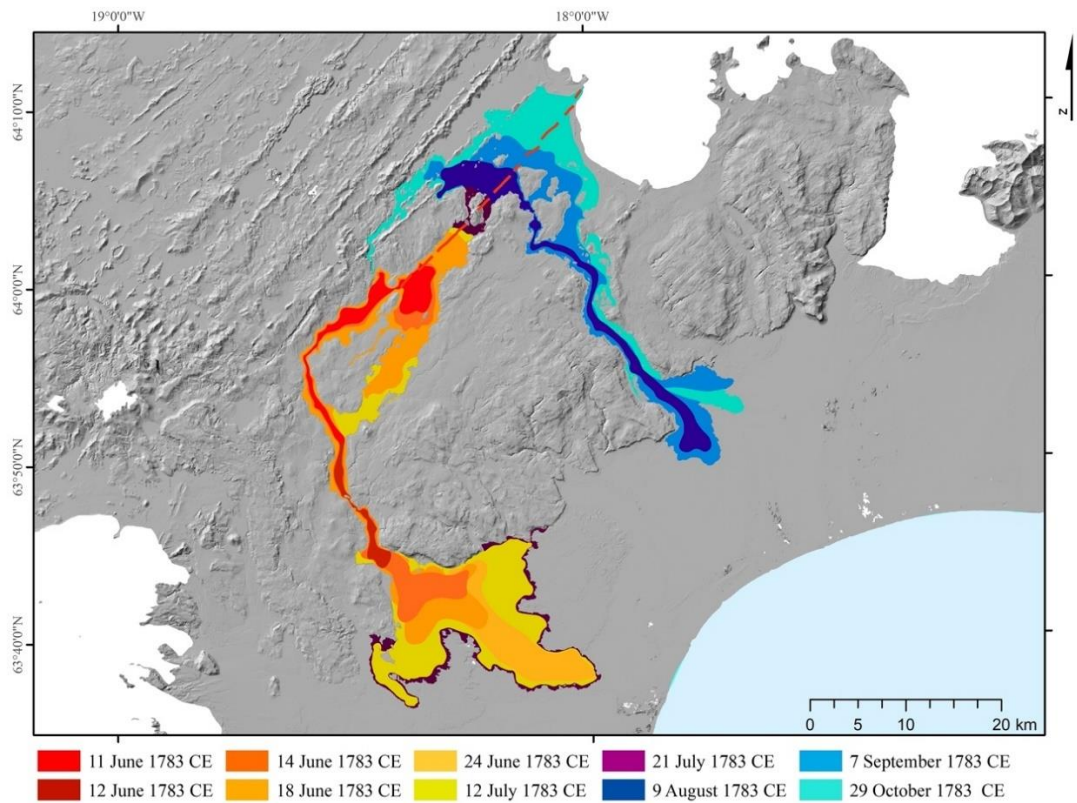 19°0'0"W 18°0'0"W
64°10'0"N
N
64°0'0"N
63°50'0"N
63°40'0"N
0 5 10 20 km
11 June 1783 CE 14 June 1783 CE 24 June 1783 CE 21 July 1783 CE 7 September 1783 CE
12 June 1783 CE 18 June 1783 CE 12 July 1783 CE 9 August 1783 CE 29 October 1783 CE